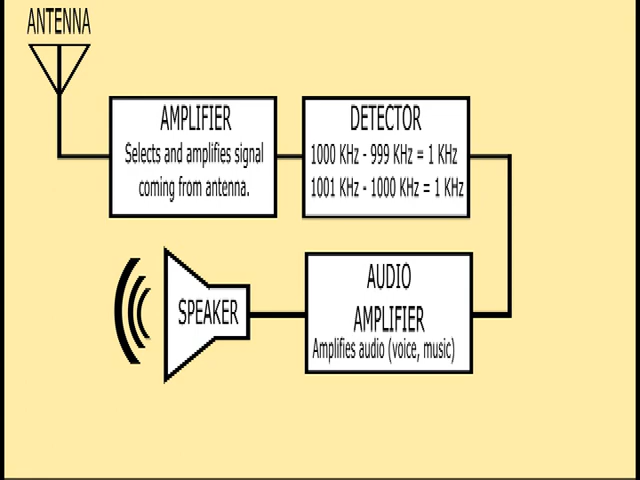 ANTENNA
AMPLIFIER
Selects and amplifies signal
coming from antenna.
DETECTOR
1000 KHz - 999 KHz = 1 KHz
1001 KHz - 1000 KHz = 1 KHz
SPEAKER
AUDIO
AMPLIFIER
Amplifies audio (voice, music)